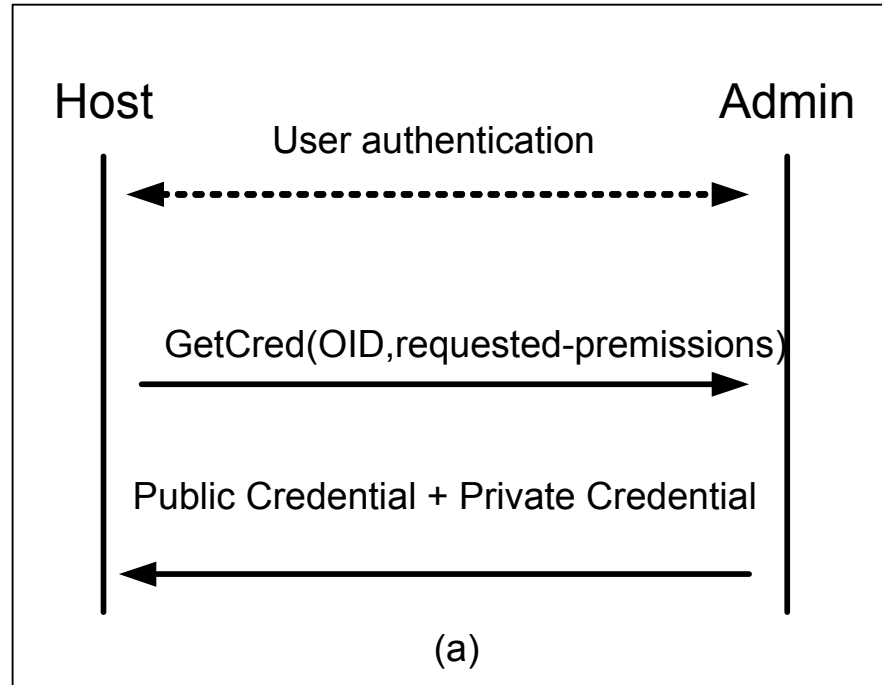 Host
Admin
User authentication
GetCred(OID,requested-premissions)
Public Credential + Private Credential
(a)